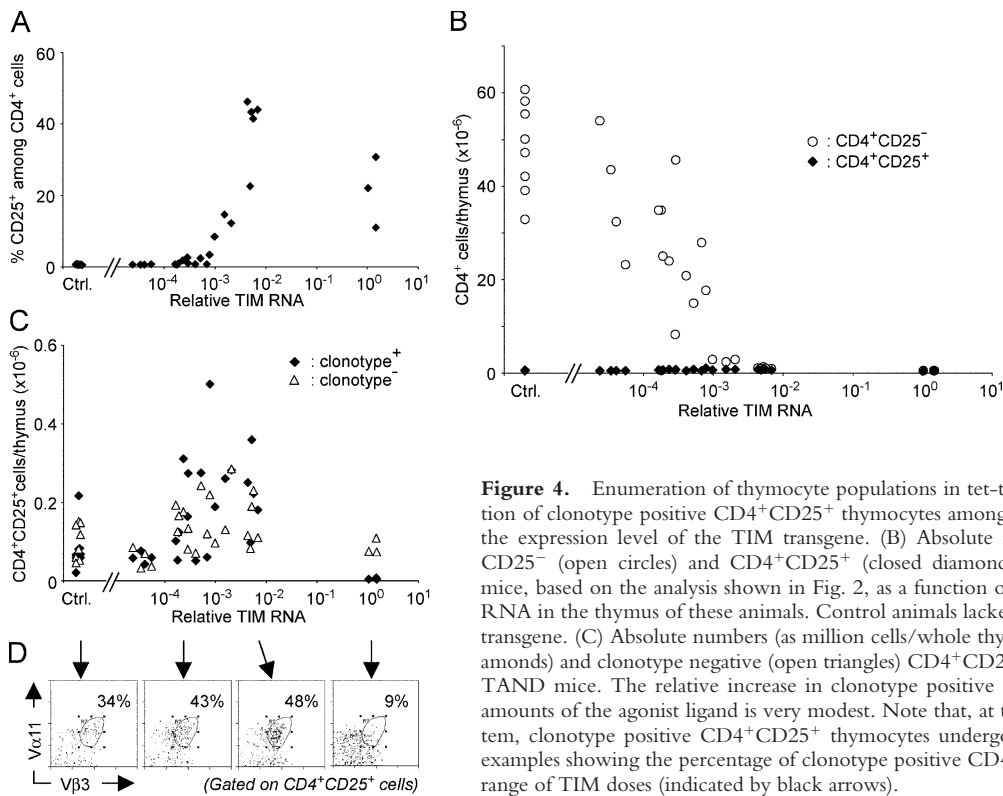 A
% CD25+ among CD4+ cells
60
40
20
0
Ctrl.
10-4
10-3
10-2
10-1
100
101
Relative TIM RNA
B
CD4+ cells/thymus (x10-6)
60
40
20
0
○ : CD4+CD25-
◆ : CD4+CD25+
Ctrl.
10-4
10-3
10-2
10-1
100
101
Relative TIM RNA
C
CD4+CD25+cells/thymus (x10-6)
0.6
0.4
0.2
0
◆ : clonotype+
△ : clonotype-
Ctrl.
10-4
10-3
10-2
10-1
100
101
Relative TIM RNA
D
Vα11
34%
43%
48%
9%
Vβ3
(Gated on CD4+CD25+ cells)
Figure 4. Enumeration of thymocyte populations in tet-t
tion of clonotype positive CD4+CD25+ thymocytes among
the expression level of the TIM transgene. (B) Absolute
CD25− (open circles) and CD4+CD25+ (closed diamond
mice, based on the analysis shown in Fig. 2, as a function o
RNA in the thymus of these animals. Control animals lacke
transgene. (C) Absolute numbers (as million cells/whole thy
amonds) and clonotype negative (open triangles) CD4+CD2
TAND mice. The relative increase in clonotype positive
amounts of the agonist ligand is very modest. Note that, at t
tem, clonotype positive CD4+CD25+ thymocytes undergo
examples showing the percentage of clonotype positive CD4
range of TIM doses (indicated by black arrows).